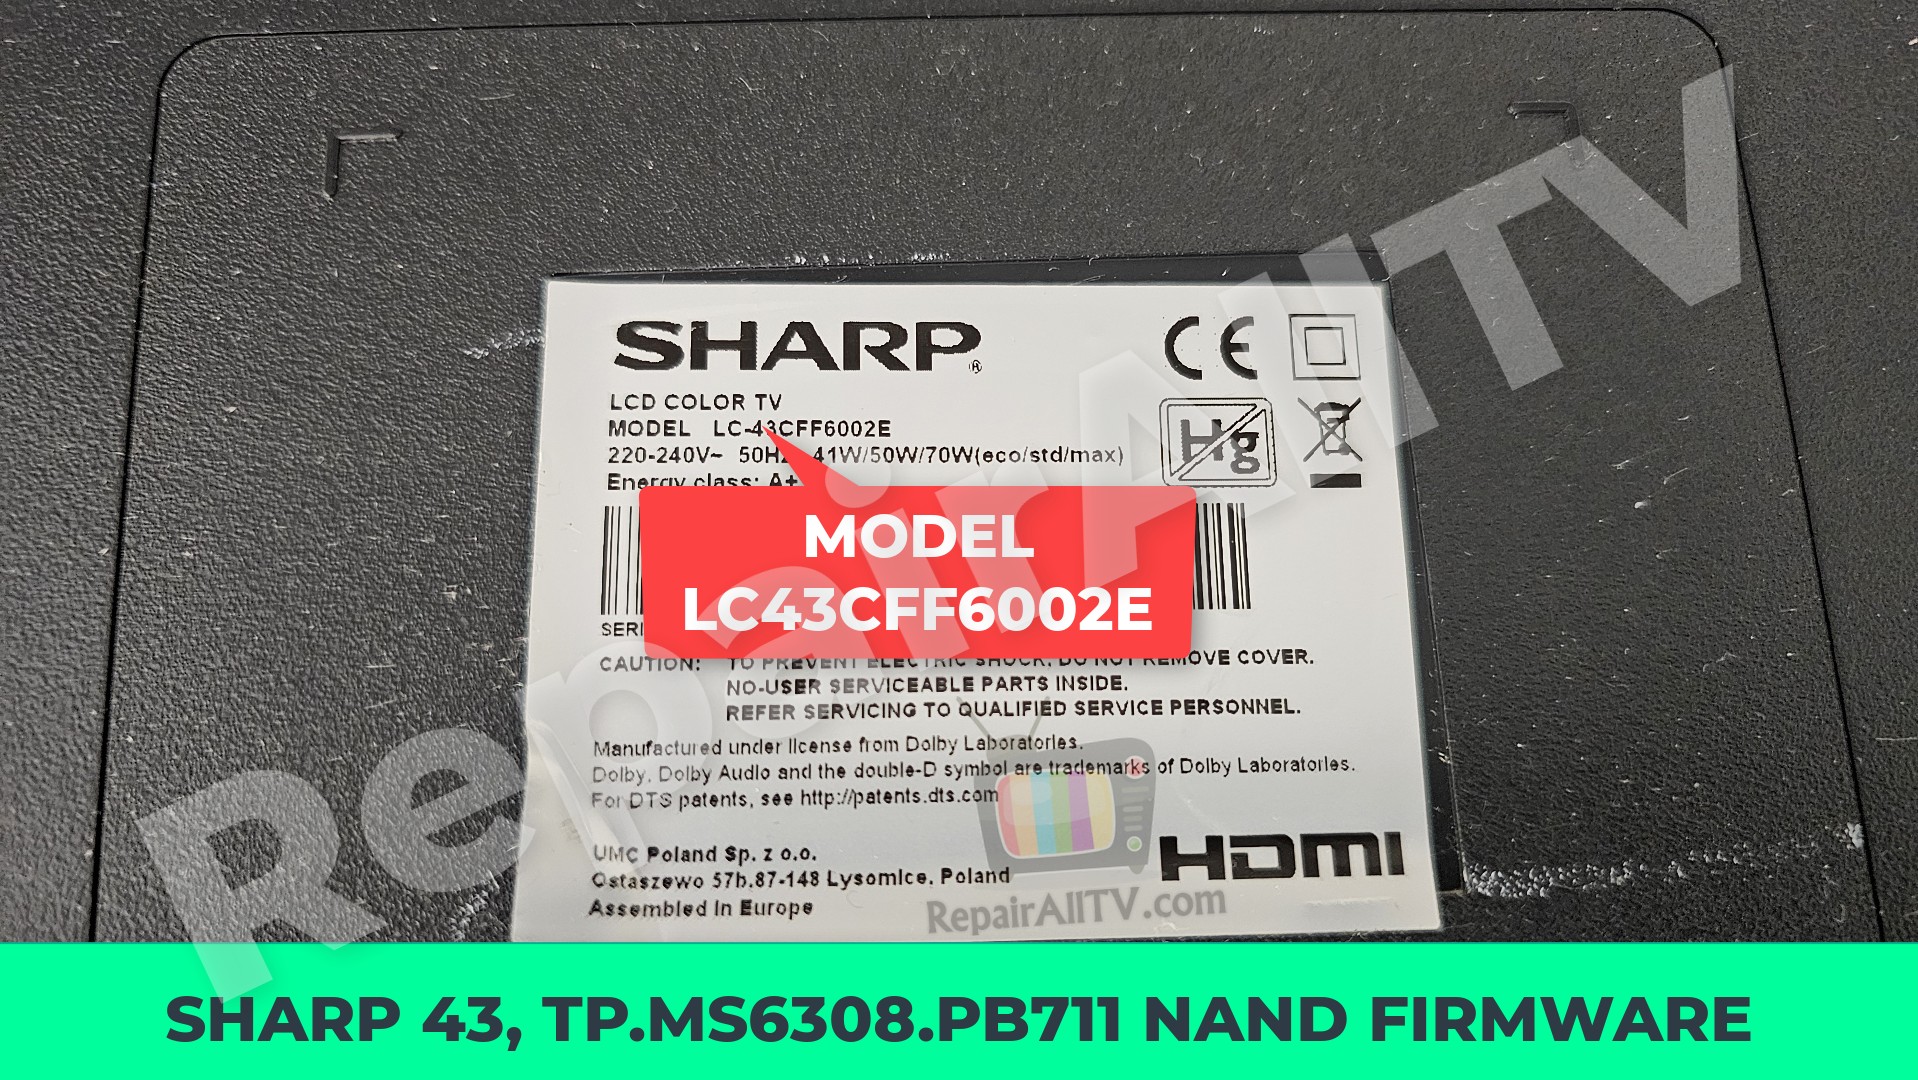 SHARP®
LCD COLOR TV
MODEL LC-43CFF6002E
220-240V~ 50Hz 41W/50W/70W(eco/std/max)
Energy class: A+
Hg
MODEL
LC43CFF6002E
SERI
CAUTION: TO PREVENT ELECTRIC SHOCK, DO NOT REMOVE COVER.
NO-USER SERVICEABLE PARTS INSIDE.
REFER SERVICING TO QUALIFIED SERVICE PERSONNEL.
Manufactured under license from Dolby Laboratories.
Dolby, Dolby Audio and the double-D symbol are trademarks of Dolby Laboratories.
For DTS patents, see http://patents.dts.com
UMC Poland Sp. z o.o.
Ostaszewo 57b,87-148 Lysomice, Poland
Assembled in Europe
HDMI
RepairAllTV.com
RepairAllTV
SHARP 43, TP.MS6308.PB711 NAND FIRMWARE